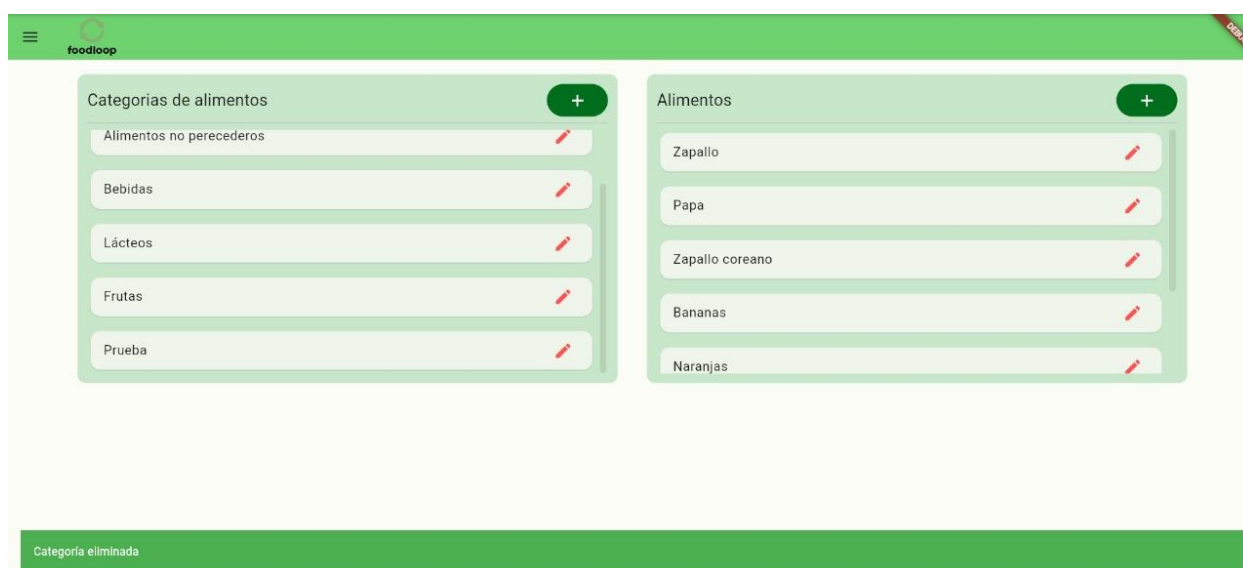 foodloop
DEBU
Categorias de alimentos
Alimentos no perecederos
Bebidas
Lácteos
Frutas
Prueba
Alimentos
Zapallo
Papa
Zapallo coreano
Bananas
Naranjas
Categoría eliminada